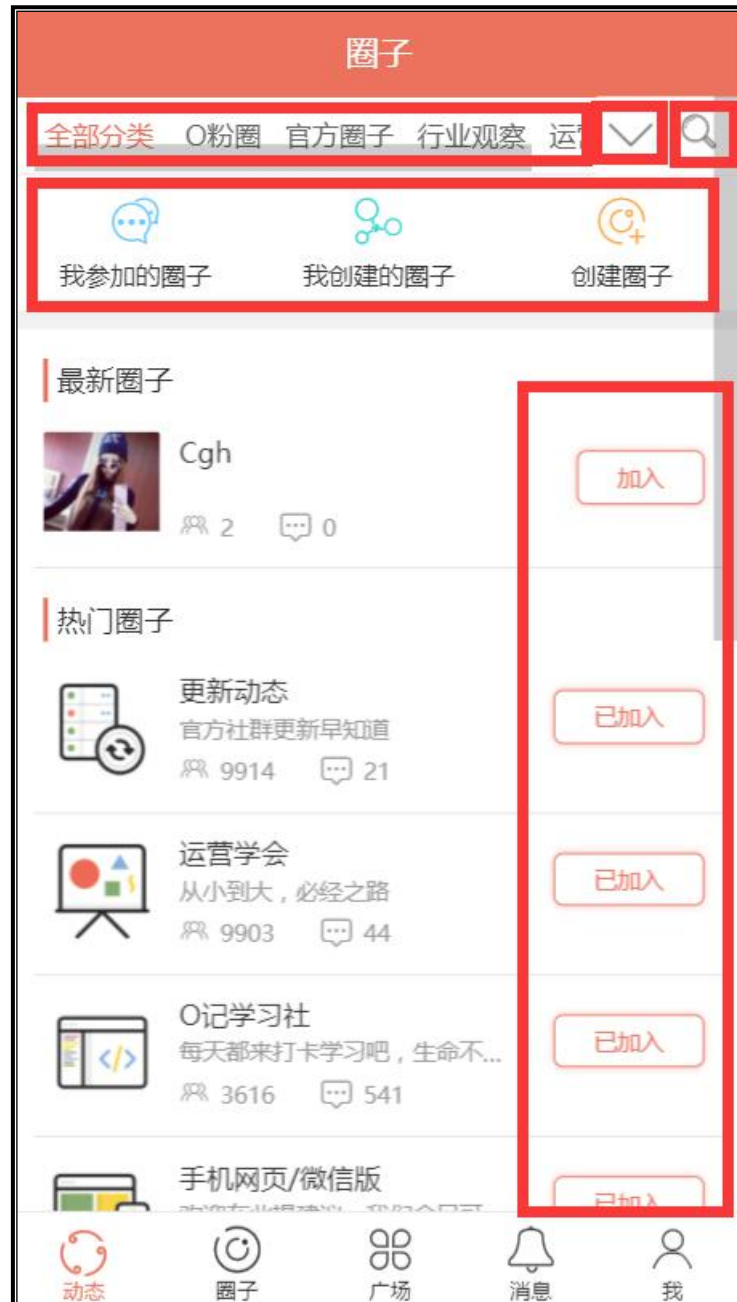 圈子
全部分类 O粉圈 官方圈子 行业观察 运
我参加的圈子 我创建的圈子 创建圈子
最新圈子
Cgh
加入
2 0
热门圈子
更新动态
官方社群更新早知道
已加入
9914 21
运营学会
从小到大，必经之路
已加入
9903 44
O记学习社
每天都来打卡学习吧，生命不...
已加入
3616 541
手机网页/微信版
已加入
动态 圈子 广场 消息 我